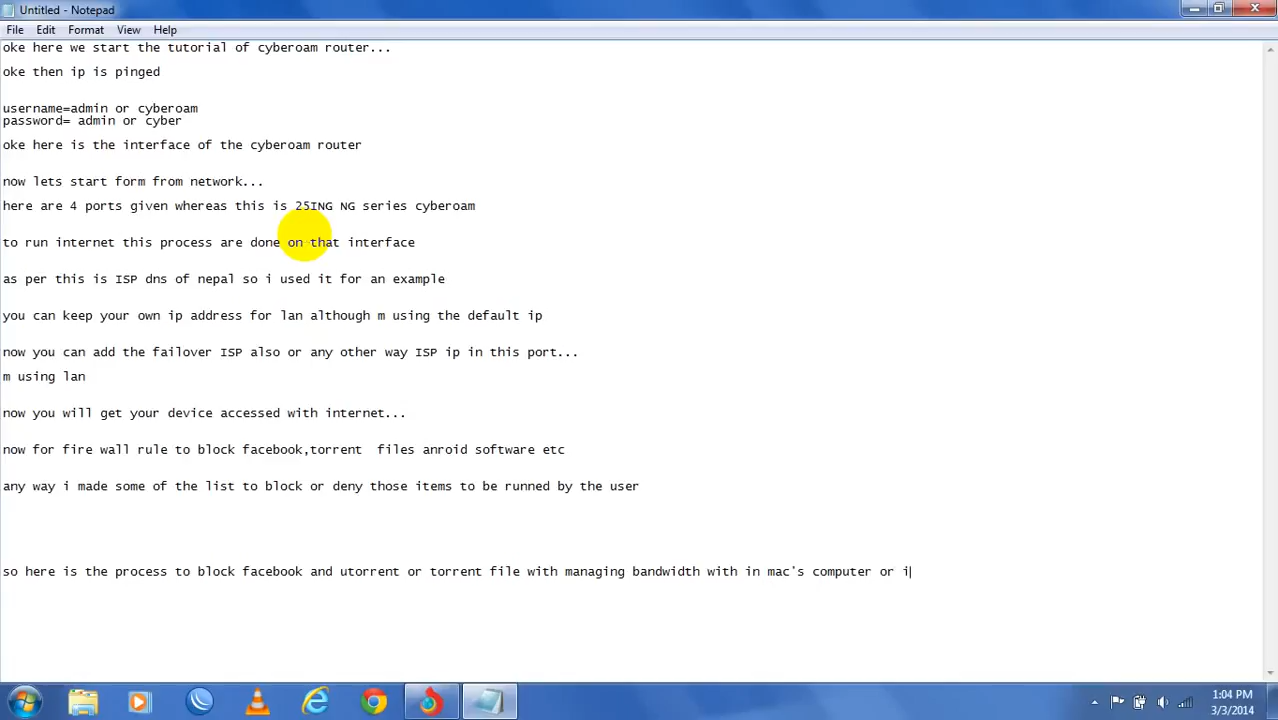 Untitled - Notepad
File Edit Format View Help
oke here we start the tutorial of cyberoam router...
oke then ip is pinged
username=admin or cyberoam
password= admin or cyber
oke here is the interface of the cyberoam router
now lets start form from network...
here are 4 ports given whereas this is 25ING NG series cyberoam
to run internet this process are done on that interface
as per this is ISP dns of nepal so i used it for an example
you can keep your own ip address for lan although m using the default ip
now you can add the failover ISP also or any other way ISP ip in this port...
m using lan
now you will get your device accessed with internet...
now for fire wall rule to block facebook,torrent  files anroid software etc
any way i made some of the list to block or deny those items to be runned by the user
so here is the process to block facebook and utorrent or torrent file with managing bandwidth with in mac's computer or i
1:04 PM
3/3/2014